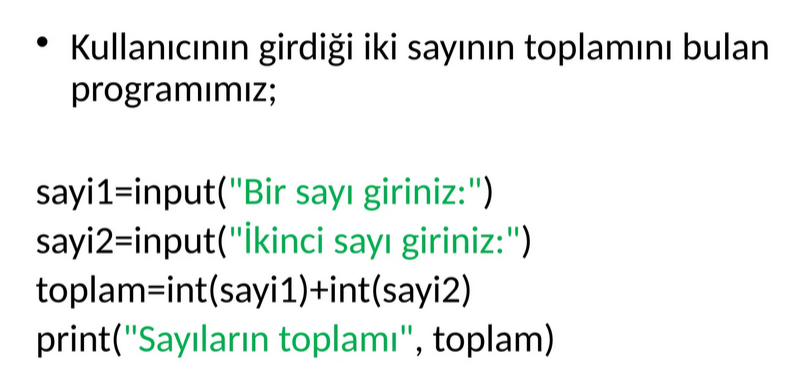 • Kullanıcının girdiği iki sayının toplamını bulan
programımız;
sayi1=input("Bir sayı giriniz:")
sayi2=input("İkinci sayı giriniz:")
toplam=int(sayi1)+int(sayi2)
print("Sayıların toplamı", toplam)